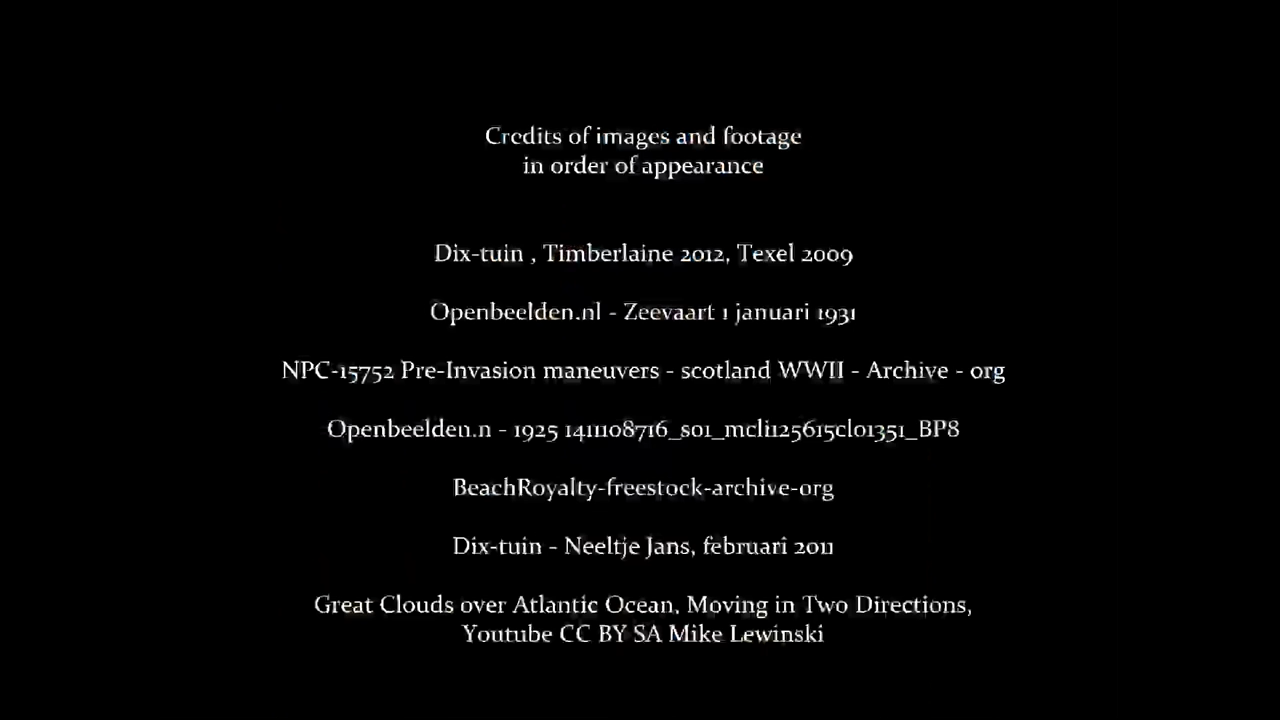 Credits of images and footage
in order of appearance
Dix-tuin , Timberlaine 2012, Texel 2009
Openbeelden.nl - Zeevaart 1 januari 1931
NPC-15752 Pre-Invasion maneuvers - scotland WWII - Archive - org
Openbeelden.n - 1925 1411108716_s01_mcli125615cl01351_BP8
BeachRoyalty-freestock-archive-org
Dix-tuin - Neeltje Jans, februari 2011
Great Clouds over Atlantic Ocean, Moving in Two Directions,
Youtube CC BY SA Mike Lewinski